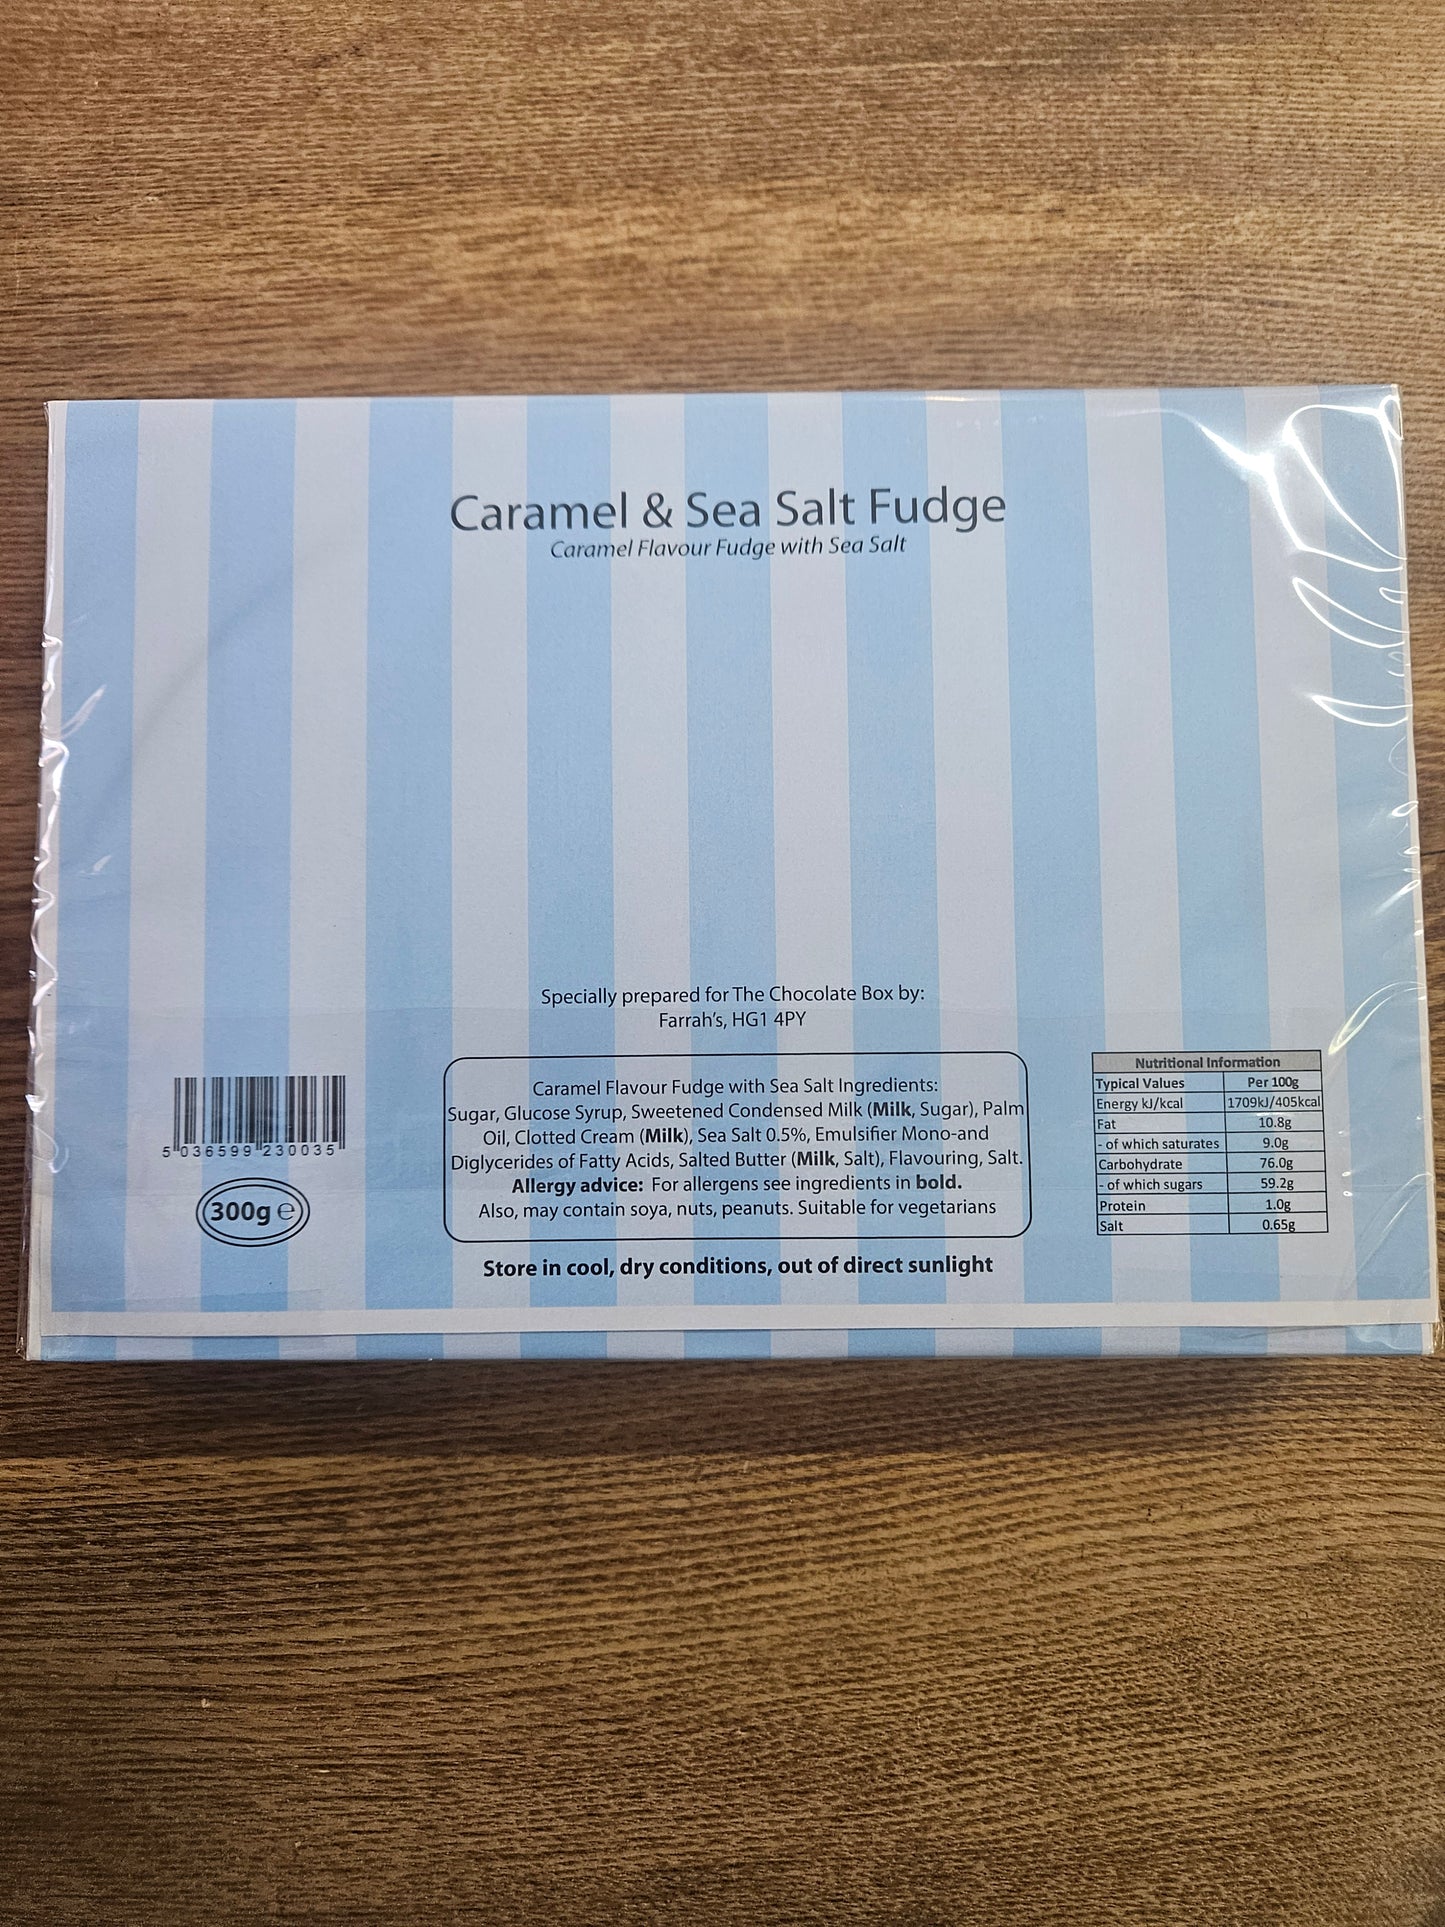 Caramel & Sea Salt Fudge
Caramel Flavour Fudge with Sea Salt
Specially prepared for The Chocolate Box by:
Farrah's, HG1 4PY
5 036599 230035
300g ℮
Caramel Flavour Fudge with Sea Salt Ingredients:
Sugar, Glucose Syrup, Sweetened Condensed Milk (Milk, Sugar), Palm
Oil, Clotted Cream (Milk), Sea Salt 0.5%, Emulsifier Mono-and
Diglycerides of Fatty Acids, Salted Butter (Milk, Salt), Flavouring, Salt.
Allergy advice: For allergens see ingredients in bold.
Also, may contain soya, nuts, peanuts. Suitable for vegetarians
Store in cool, dry conditions, out of direct sunlight
Nutritional Information
Typical Values Per 100g
Energy kJ/kcal 1709kJ/405kcal
Fat 10.8g
- of which saturates 9.0g
Carbohydrate 76.0g
- of which sugars 59.2g
Protein 1.0g
Salt 0.65g